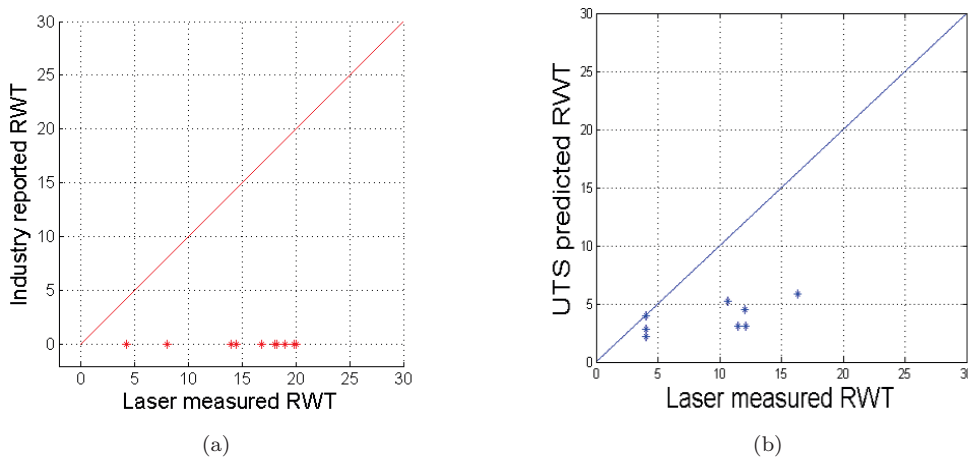 Industry reported RWT
30
25
20
15
10
5
0
0 5 10 15 20 25 30
Laser measured RWT
(a)
UTS predicted RWT
30
25
20
15
10
5
0
0 5 10 15 20 25 30
Laser measured RWT
(b)